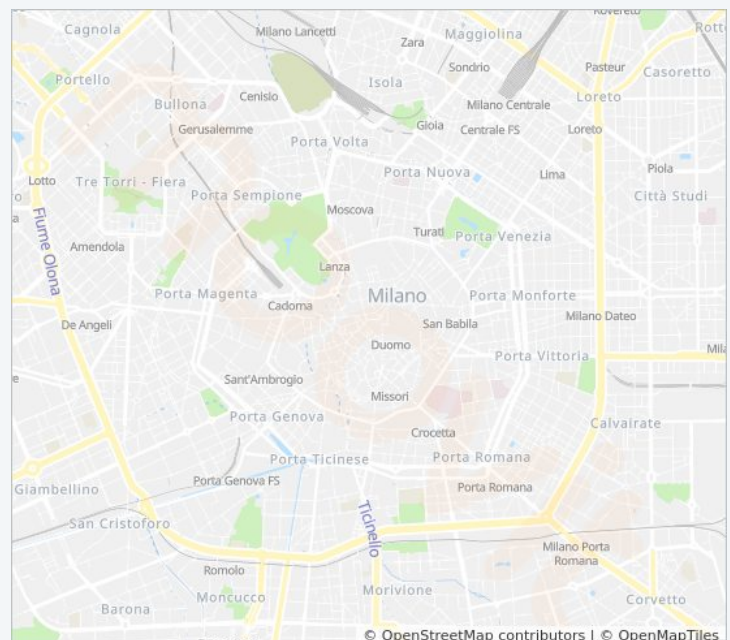 Rovereto
Cagnola
Milano Lancetti
Zara
Maggiolina
Portello
Isola
Sondrio
Pasteur
Casoretto
Bullona
Cenisio
Milano Centrale
Loreto
Gerusalemme
Porta Volta
Gioia
Centrale FS
Loreto
Lotto
Tre Torri - Fiera
Porta Sempione
Porta Nuova
Lima
Piola
Città Studi
Moscova
Turati
Porta Venezia
Fiume Olona
Amendola
Lanza
Porta Magenta
Cadorna
Milano
Porta Monforte
De Angeli
San Babila
Milano Dateo
Duomo
Porta Vittoria
Sant'Ambrogio
Missori
Porta Genova
Crocetta
Calvairate
Porta Ticinese
Porta Romana
Giambellino
Porta Genova FS
Porta Romana
San Cristoforo
Ticinello
Romolo
Milano Porta
Romana
Moncucco
Morivione
Barona
Corvetto
© OpenStreetMap contributors | © OpenMapTiles